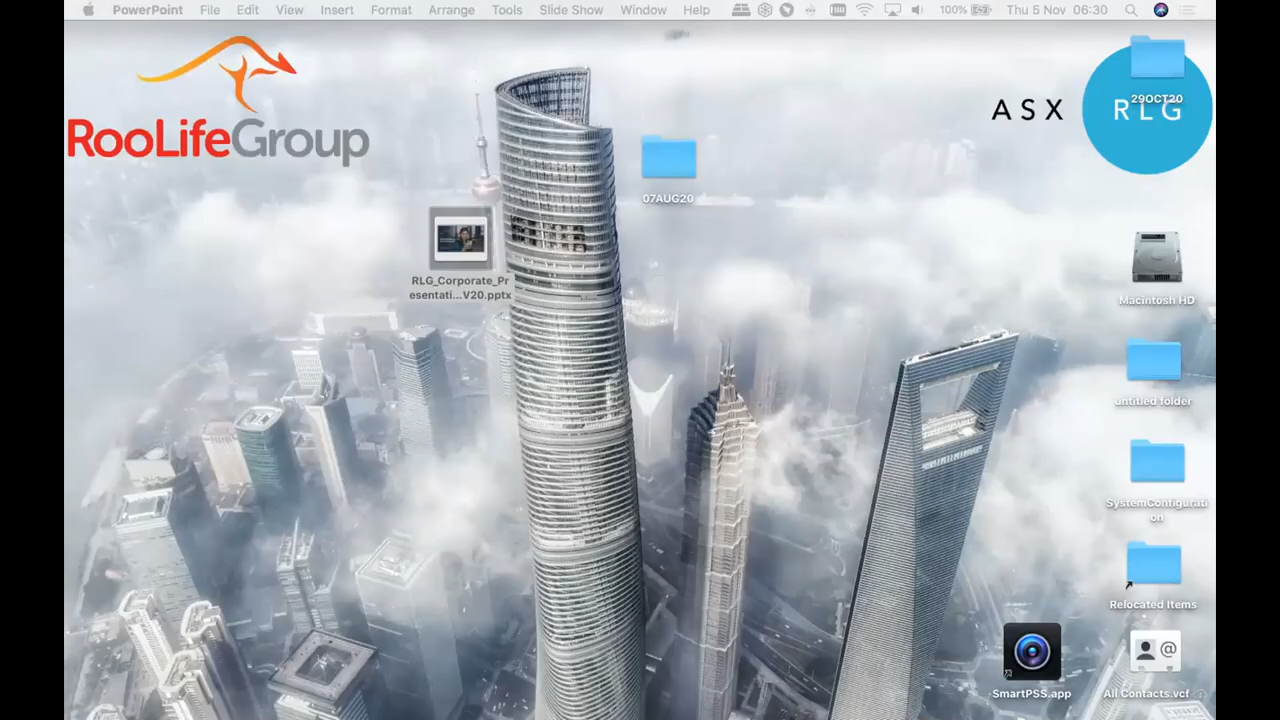 PowerPoint File Edit View Insert Format Arrange Tools Slide Show Window Help 100% Thu 5 Nov 06:30
RooLifeGroup
ASX RLG
29OCT20
07AUG20
RLG_Corporate_Pr
esentati...V20.pptx
Macintosh HD
untitled folder
SystemConfigurati
on
Relocated Items
@
SmartPSS.app
All Contacts.vcf